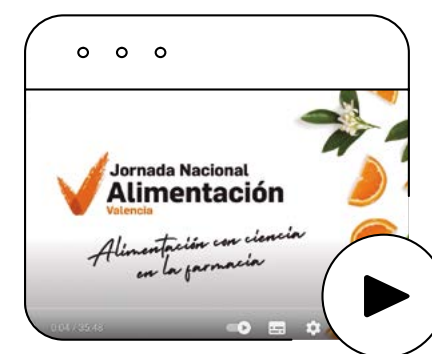 Jornada Nacional
Alimentación
Valencia
Alimentación con ciencia
en la farmacia
0:04 / 35:48